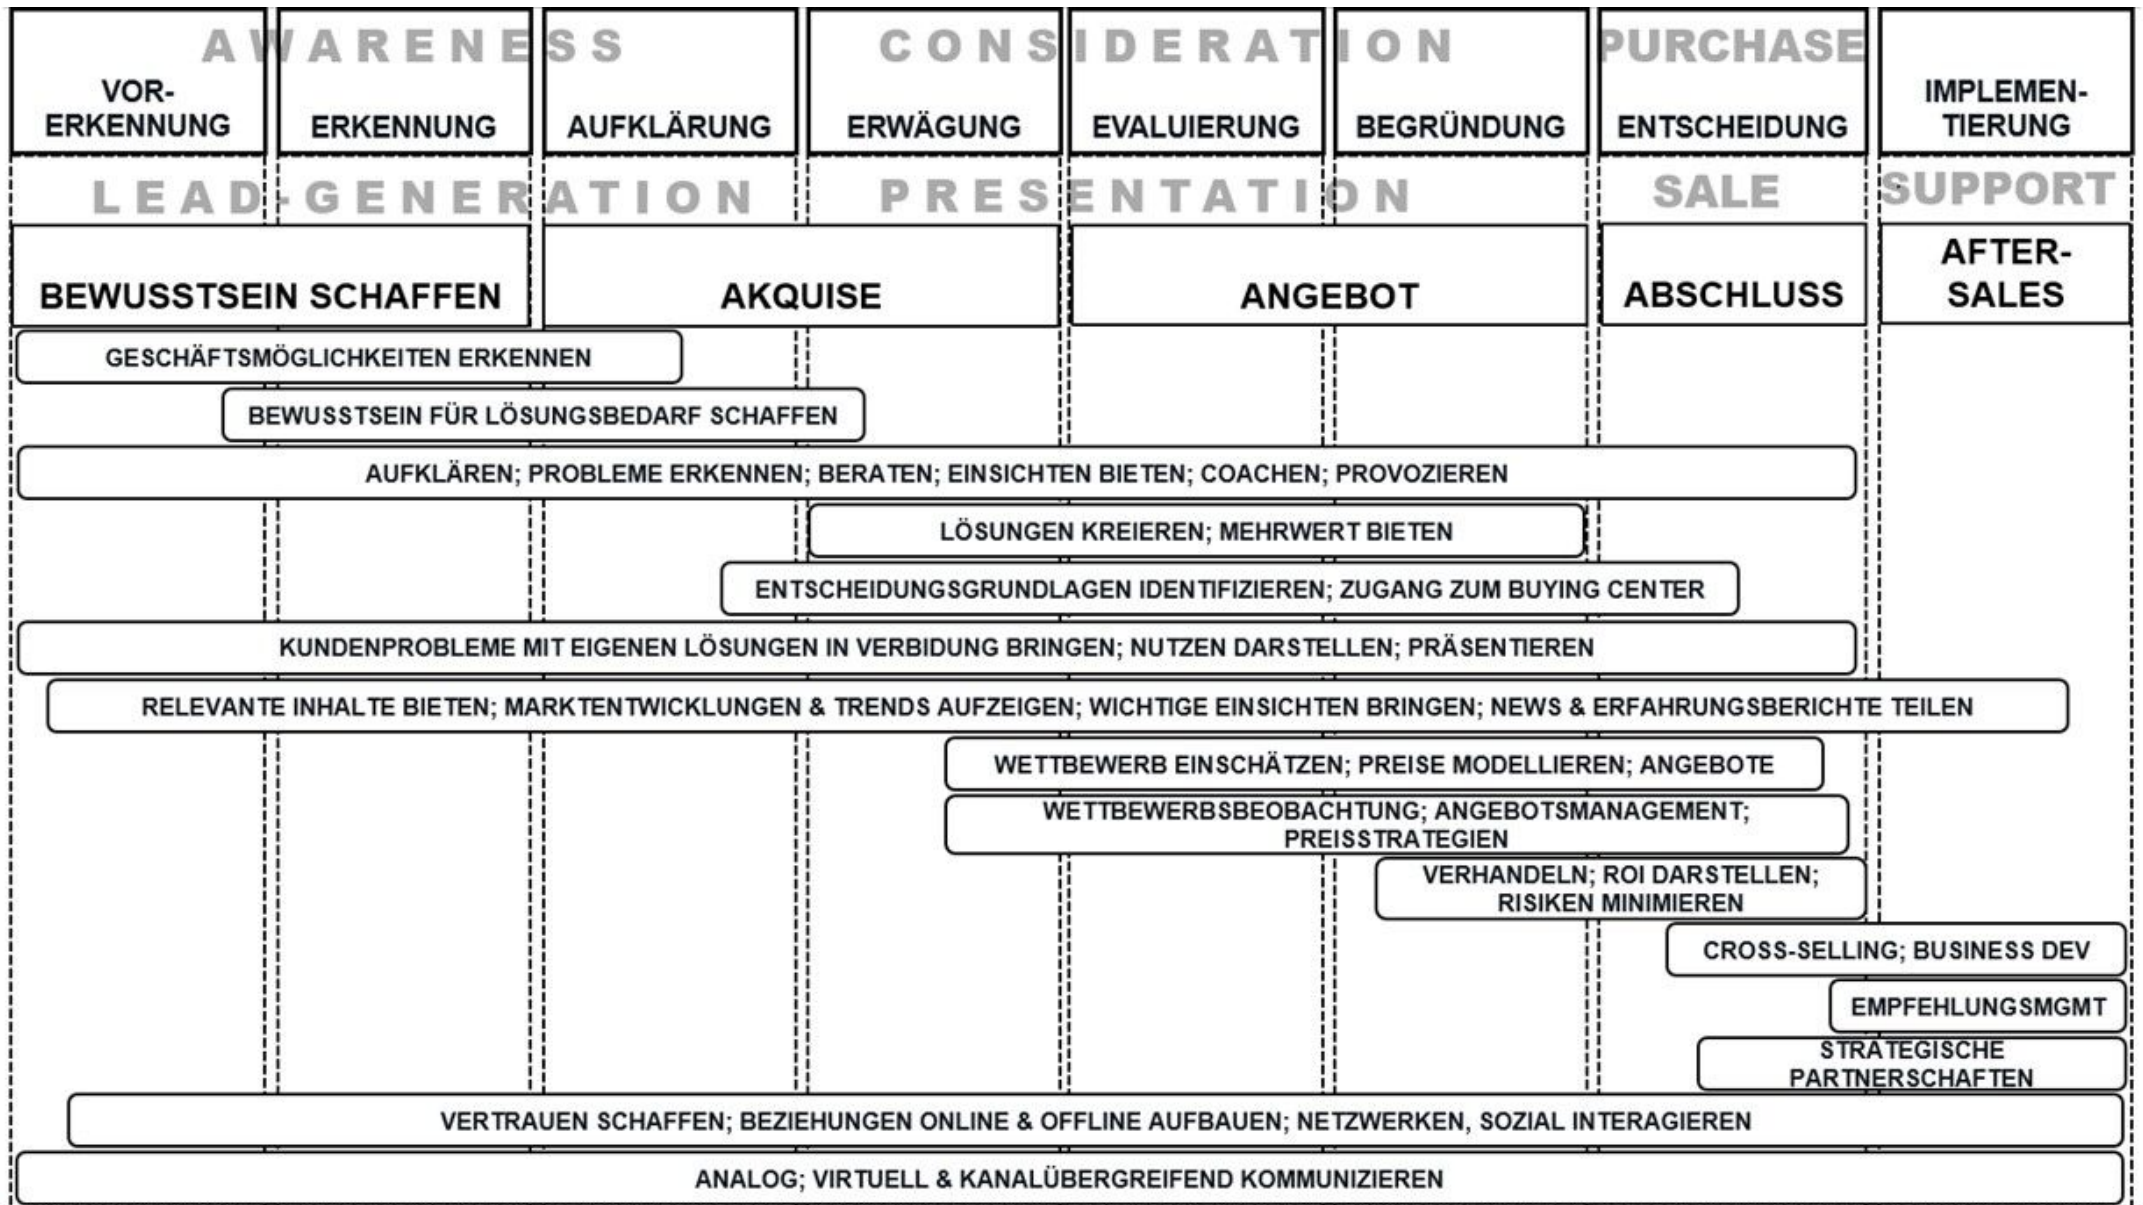 AWARENESS CONSIDERATION PURCHASE
VOR-
ERKENNUNG
ERKENNUNG
AUFKLÄRUNG
ERWÄGUNG
EVALUIERUNG
BEGRÜNDUNG
ENTSCHEIDUNG
IMPLEMEN-
TIERUNG
LEAD-GENERATION PRESENTATION SALE SUPPORT
BEWUSSTSEIN SCHAFFEN
AKQUISE
ANGEBOT
ABSCHLUSS
AFTER-
SALES
GESCHÄFTSMÖGLICHKEITEN ERKENNEN
BEWUSSTSEIN FÜR LÖSUNGSBEDARF SCHAFFEN
AUFKLÄREN; PROBLEME ERKENNEN; BERATEN; EINSICHTEN BIETEN; COACHEN; PROVOZIEREN
LÖSUNGEN KREIEREN; MEHRWERT BIETEN
ENTSCHEIDUNGSGRUNDLAGEN IDENTIFIZIEREN; ZUGANG ZUM BUYING CENTER
KUNDENPROBLEME MIT EIGENEN LÖSUNGEN IN VERBIDUNG BRINGEN; NUTZEN DARSTELLEN; PRÄSENTIEREN
RELEVANTE INHALTE BIETEN; MARKTENTWICKLUNGEN & TRENDS AUFZEIGEN; WICHTIGE EINSICHTEN BRINGEN; NEWS & ERFAHRUNGSBERICHTE TEILEN
WETTBEWERB EINSCHÄTZEN; PREISE MODELLIEREN; ANGEBOTE
WETTBEWERBSBEOBACHTUNG; ANGEBOTSMANAGEMENT;
PREISSTRATEGIEN
VERHANDELN; ROI DARSTELLEN;
RISIKEN MINIMIEREN
CROSS-SELLING; BUSINESS DEV
EMPFEHLUNGSMGMT
STRATEGISCHE
PARTNERSCHAFTEN
VERTRAUEN SCHAFFEN; BEZIEHUNGEN ONLINE & OFFLINE AUFBAUEN; NETZWERKEN, SOZIAL INTERAGIEREN
ANALOG; VIRTUELL & KANALÜBERGREIFEND KOMMUNIZIEREN